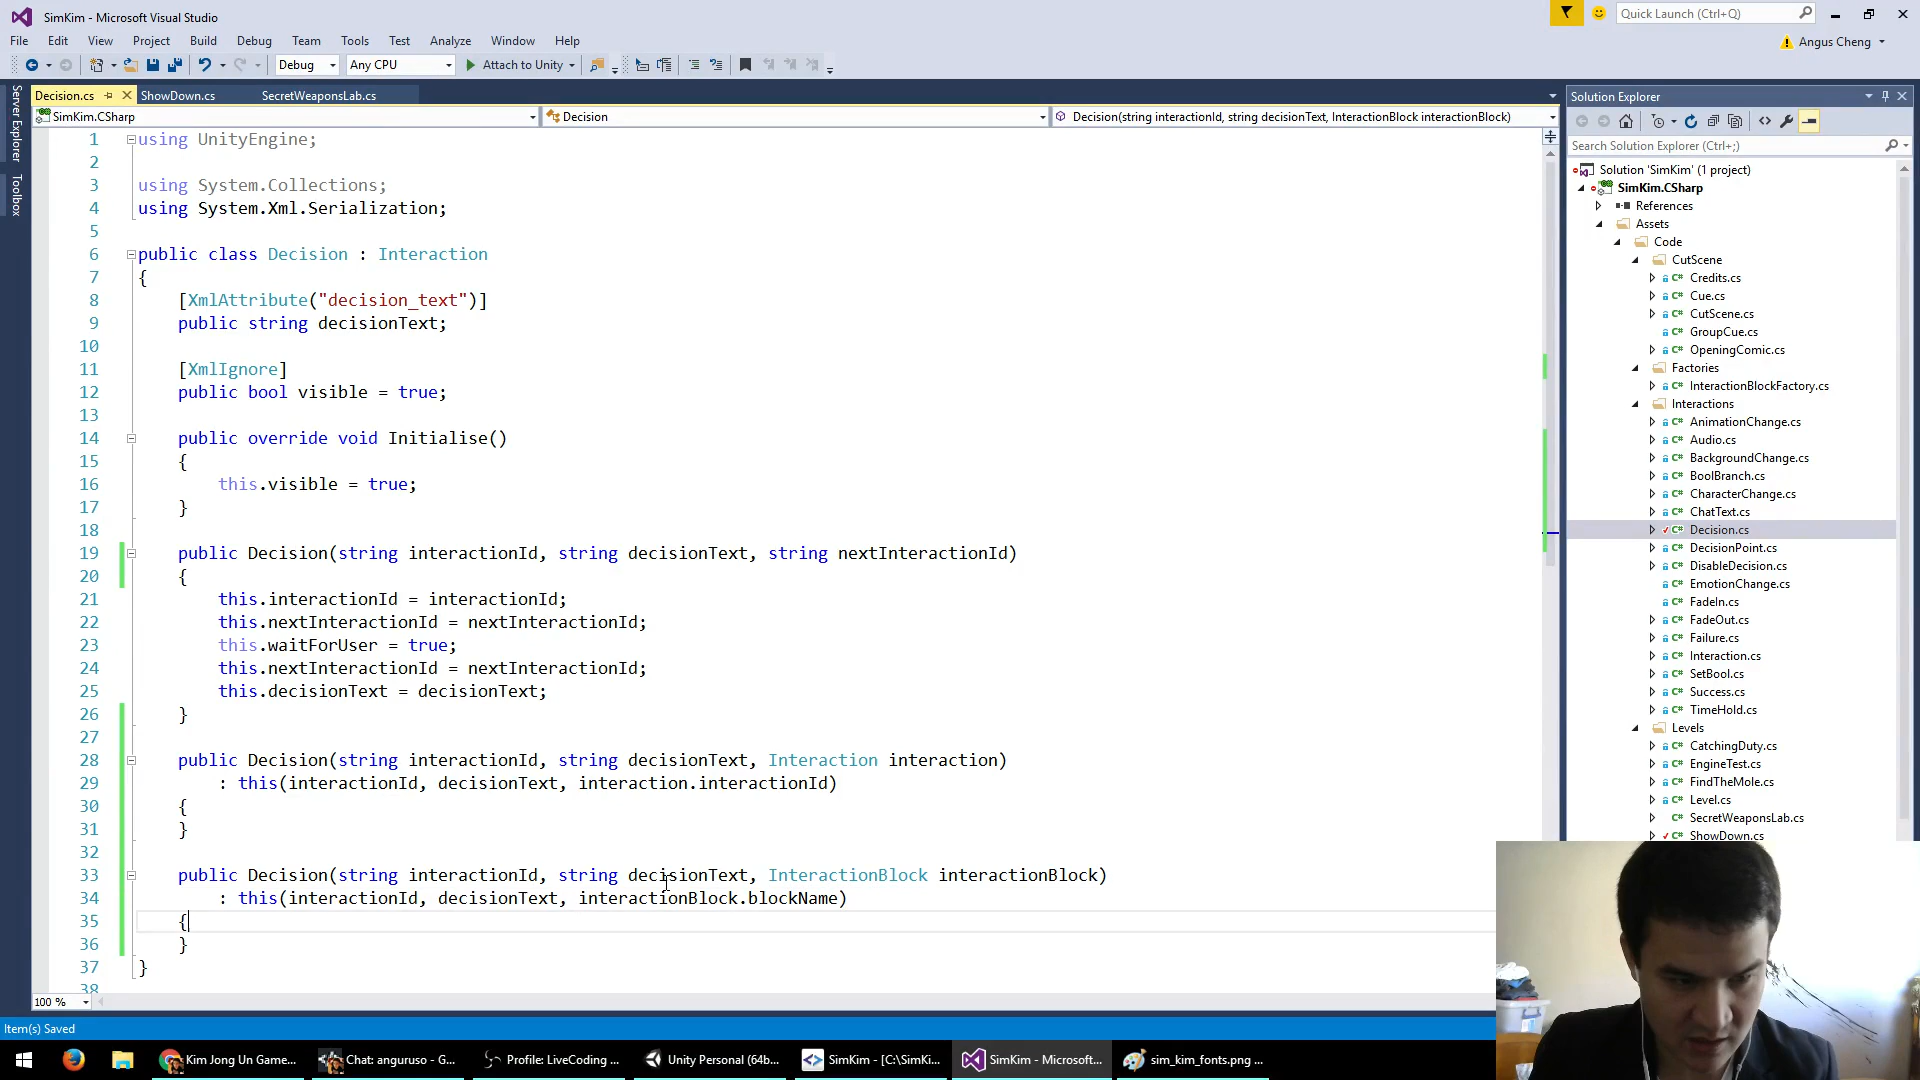 SimKim - Microsoft Visual Studio
Quick Launch (Ctrl+Q)
File Edit View Project Build Debug Team Tools Test Analyze Window Help
Angus Cheng
Debug Any CPU Attach to Unity
Server Explorer
Toolbox
Decision.cs ShowDown.cs SecretWeaponsLab.cs
SimKim.CSharp Decision Decision(string interactionId, string decisionText, InteractionBlock interactionBlock)
1 using UnityEngine;
2
3 using System.Collections;
4 using System.Xml.Serialization;
5
6 public class Decision : Interaction
7 {
8 [XmlAttribute("decision_text")]
9 public string decisionText;
10
11 [XmlIgnore]
12 public bool visible = true;
13
14 public override void Initialise()
15 {
16 this.visible = true;
17 }
18
19 public Decision(string interactionId, string decisionText, string nextInteractionId)
20 {
21 this.interactionId = interactionId;
22 this.nextInteractionId = nextInteractionId;
23 this.waitForUser = true;
24 this.nextInteractionId = nextInteractionId;
25 this.decisionText = decisionText;
26 }
27
28 public Decision(string interactionId, string decisionText, Interaction interaction)
29 : this(interactionId, decisionText, interaction.interactionId)
30 {
31 }
32
33 public Decision(string interactionId, string decisionText, InteractionBlock interactionBlock)
34 : this(interactionId, decisionText, interactionBlock.blockName)
35 {
36 }
37 }
38
100 %
Solution Explorer
Search Solution Explorer (Ctrl+;)
Solution 'SimKim' (1 project)
SimKim.CSharp
References
Assets
Code
CutScene
Credits.cs
Cue.cs
CutScene.cs
GroupCue.cs
OpeningComic.cs
Factories
InteractionBlockFactory.cs
Interactions
AnimationChange.cs
Audio.cs
BackgroundChange.cs
BoolBranch.cs
CharacterChange.cs
ChatText.cs
Decision.cs
DecisionPoint.cs
DisableDecision.cs
EmotionChange.cs
FadeIn.cs
FadeOut.cs
Failure.cs
Interaction.cs
SetBool.cs
Success.cs
TimeHold.cs
Levels
CatchingDuty.cs
EngineTest.cs
FindTheMole.cs
Level.cs
SecretWeaponsLab.cs
ShowDown.cs
Item(s) Saved
Kim Jong Un Game... Chat: anguruso - G... Profile: LiveCoding ... Unity Personal (64b... SimKim - [C:\SimKi... SimKim - Microsoft... sim_kim_fonts.png ...